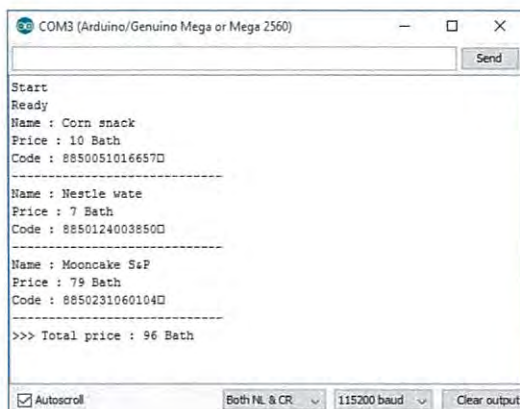 COM3 (Arduino/Genuino Mega or Mega 2560)
Send
Start
Ready
Name : Corn snack
Price : 10 Bath
Code : 8850051016657□
------------------------------
Name : Nestle wate
Price : 7 Bath
Code : 8850124003850□
------------------------------
Name : Mooncake S&P
Price : 79 Bath
Code : 8850231060104□
------------------------------
>>> Total price : 96 Bath
Autoscroll Both NL & CR 115200 baud Clear output